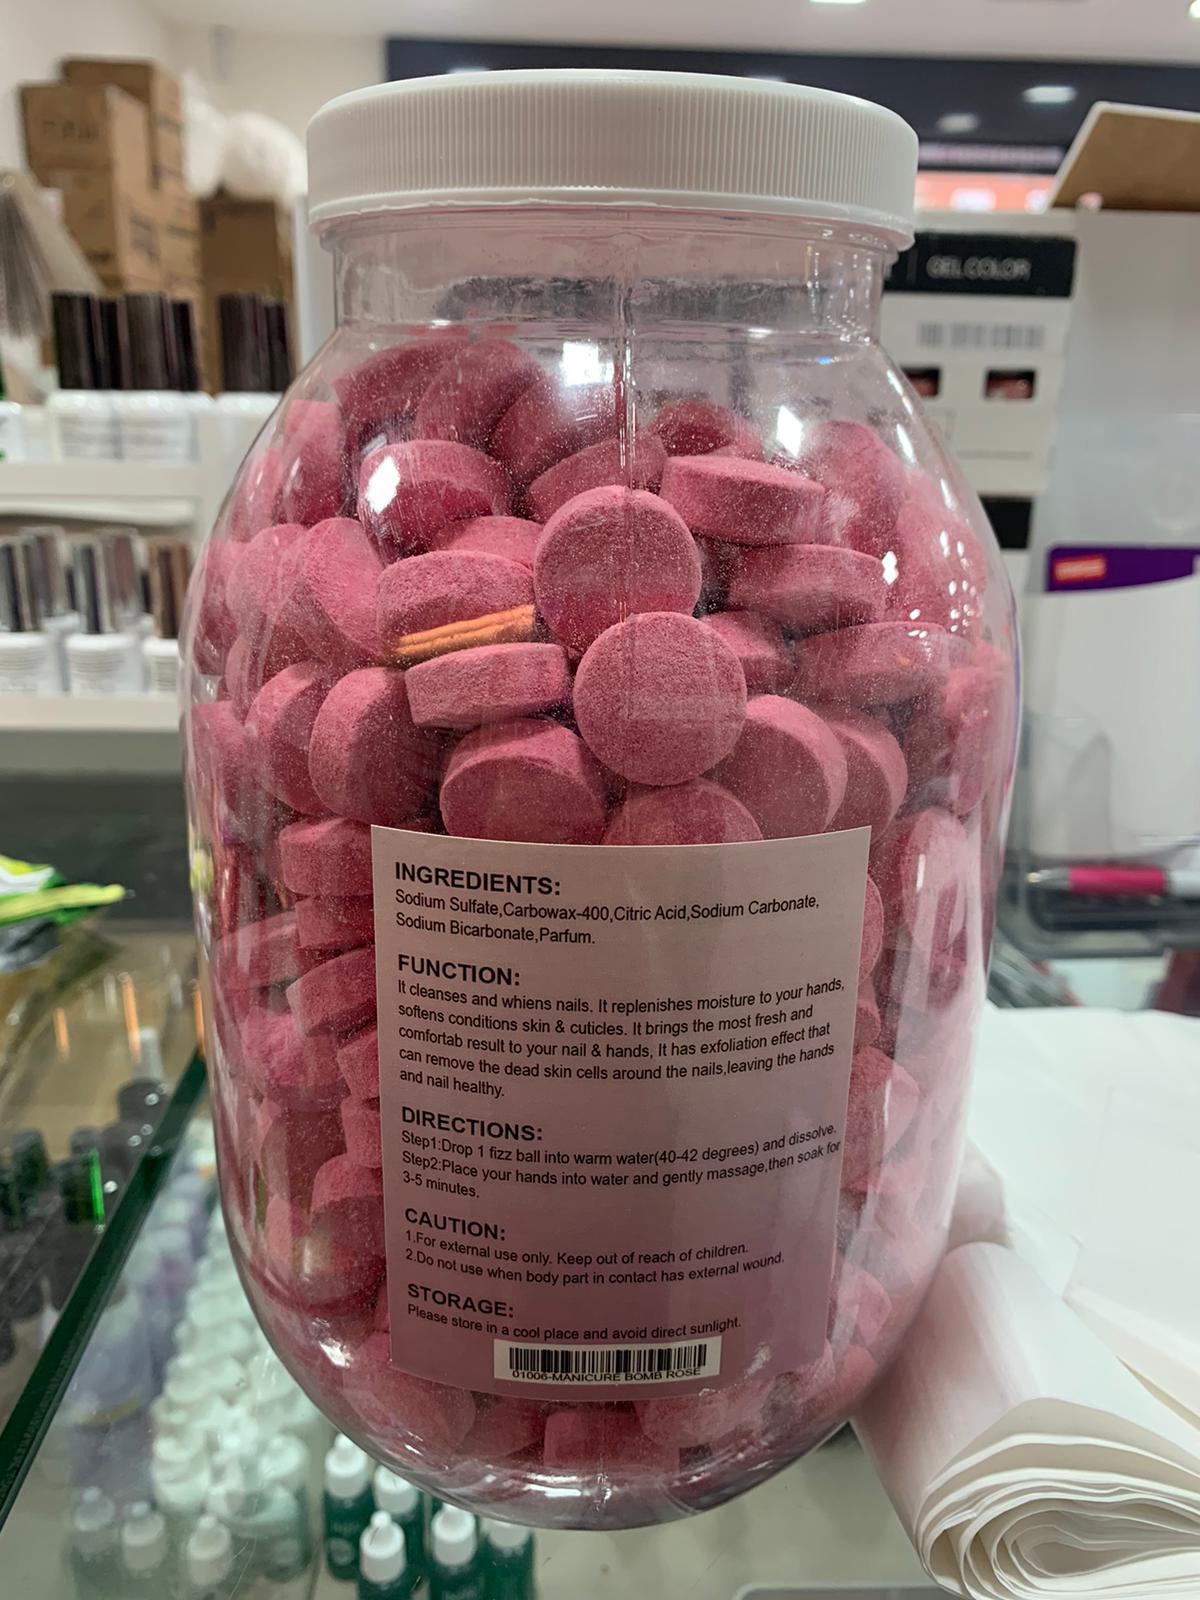 GELCOLOR
INGREDIENTS:
Sodium Sulfate,Carbowax-400,Citric Acid,Sodium Carbonate,
Sodium Bicarbonate,Parfum.
FUNCTION:
It cleanses and whiens nails. It replenishes moisture to your hands,
softens conditions skin & cuticles. It brings the most fresh and
comfortab result to your nail & hands, It has exfoliation effect that
can remove the dead skin cells around the nails,leaving the hands
and nail healthy.
DIRECTIONS:
Step1:Drop 1 fizz ball into warm water(40-42 degrees) and dissolve.
Step2:Place your hands into water and gently massage,then soak for
3-5 minutes.
CAUTION:
1.For external use only. Keep out of reach of children.
2.Do not use when body part in contact has external wound.
STORAGE:
Please store in a cool place and avoid direct sunlight.
01006-MANICURE BOMB ROSE